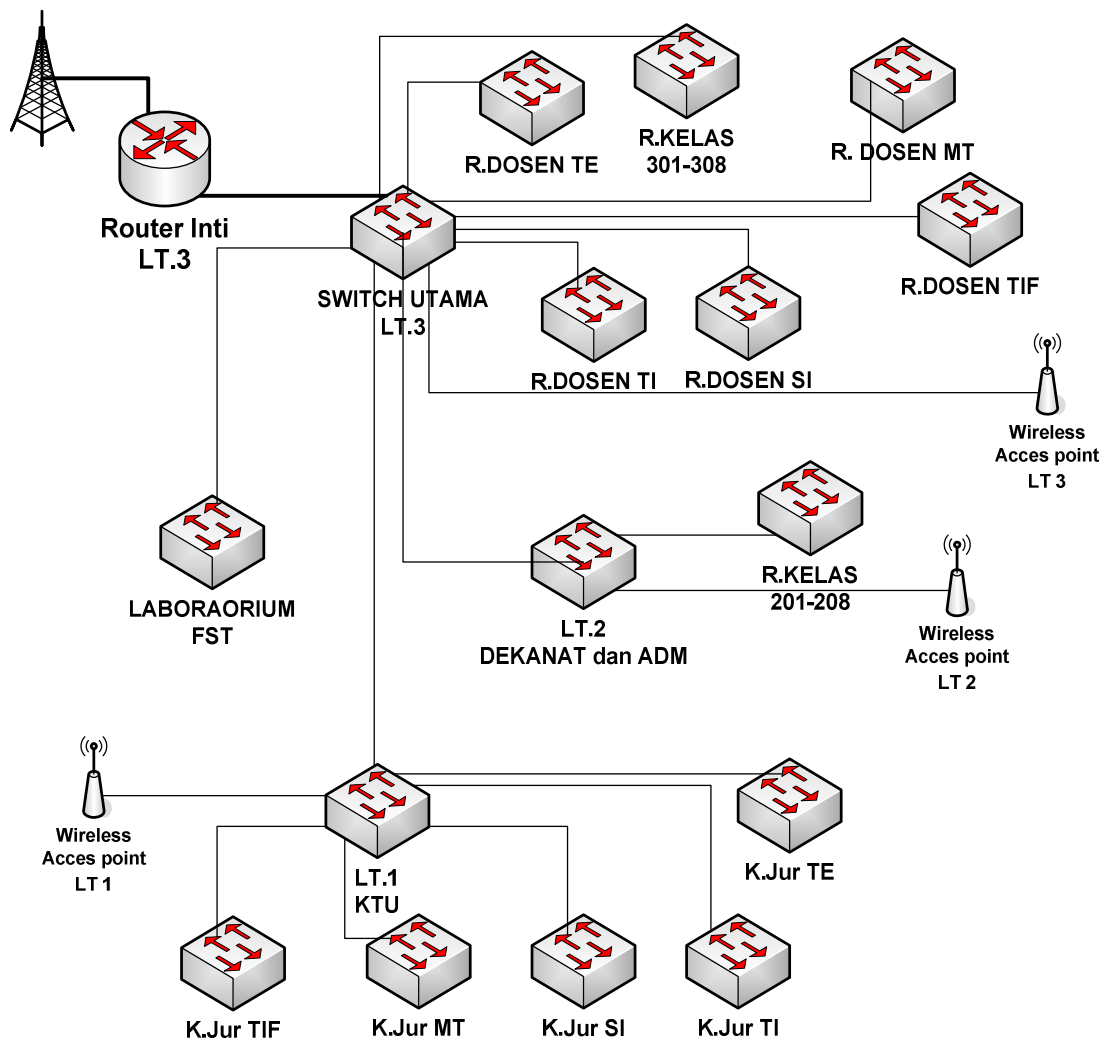 R.DOSEN TE
R.KELAS
301-308
R. DOSEN MT
Router Inti
LT.3
R.DOSEN TIF
SWITCH UTAMA
LT.3
R.DOSEN TI
R.DOSEN SI
Wireless
Acces point
LT 3
LABORAORIUM
FST
LT.2
DEKANAT dan ADM
R.KELAS
201-208
Wireless
Acces point
LT 2
Wireless
Acces point
LT 1
LT.1
KTU
K.Jur TE
K.Jur TIF
K.Jur MT
K.Jur SI
K.Jur TI